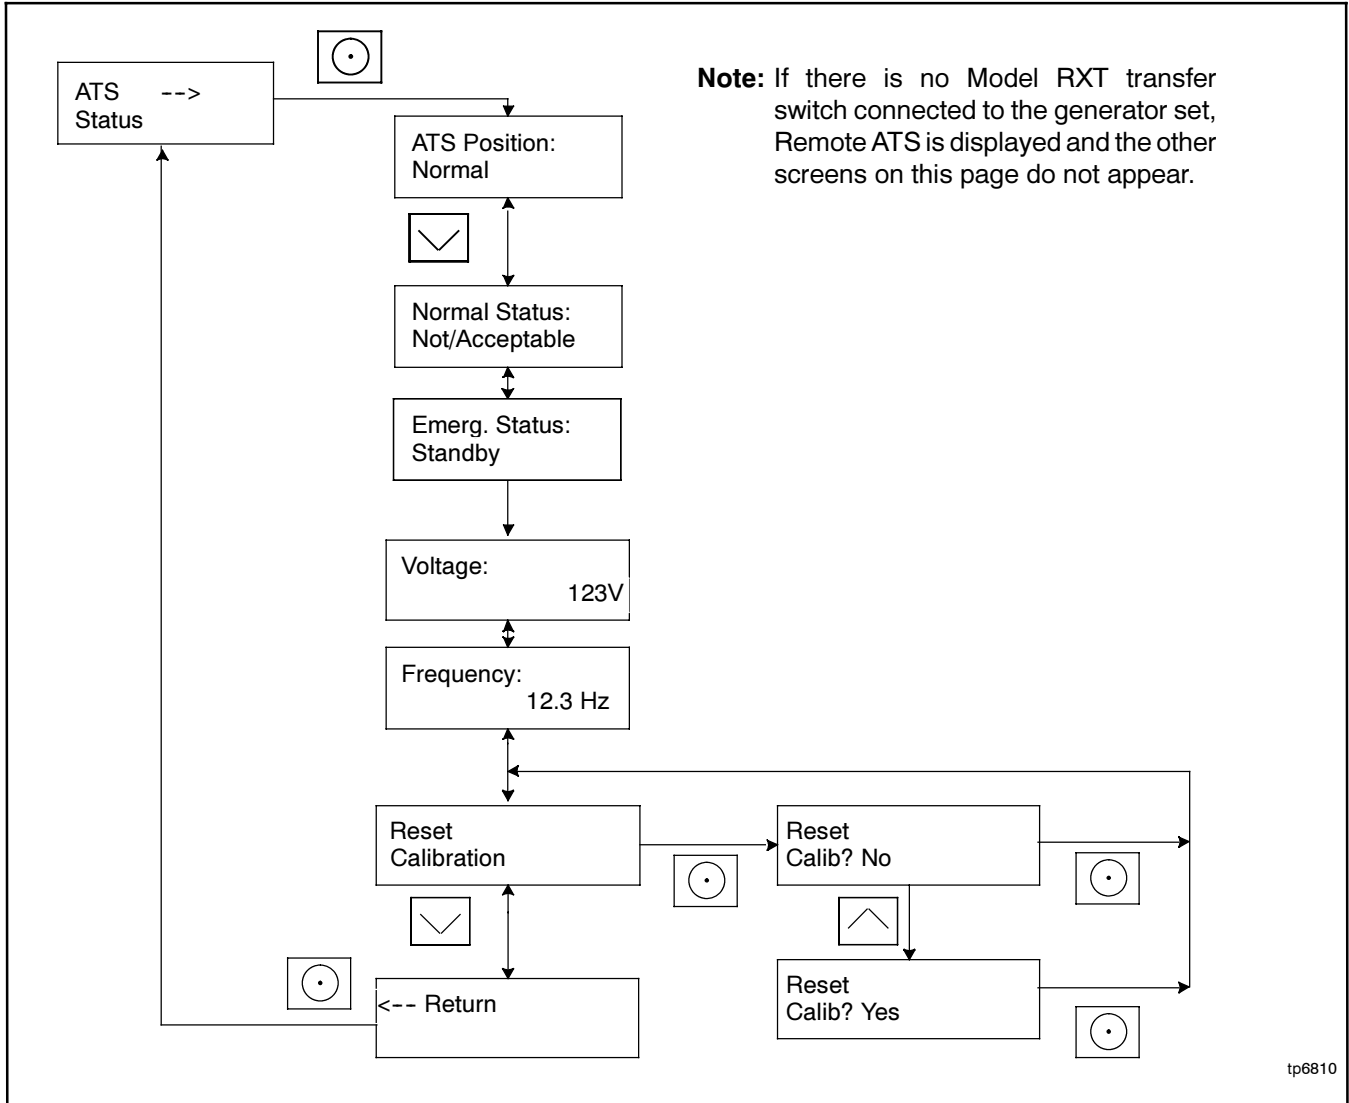 ATS -->
Status
Note: If there is no Model RXT transfer
switch connected to the generator set,
Remote ATS is displayed and the other
screens on this page do not appear.
ATS Position:
Normal
Normal Status:
Not/Acceptable
Emerg. Status:
Standby
Voltage:
123V
Frequency:
12.3 Hz
Reset
Calibration
Reset
Calib? No
<-- Return
Reset
Calib? Yes
tp6810